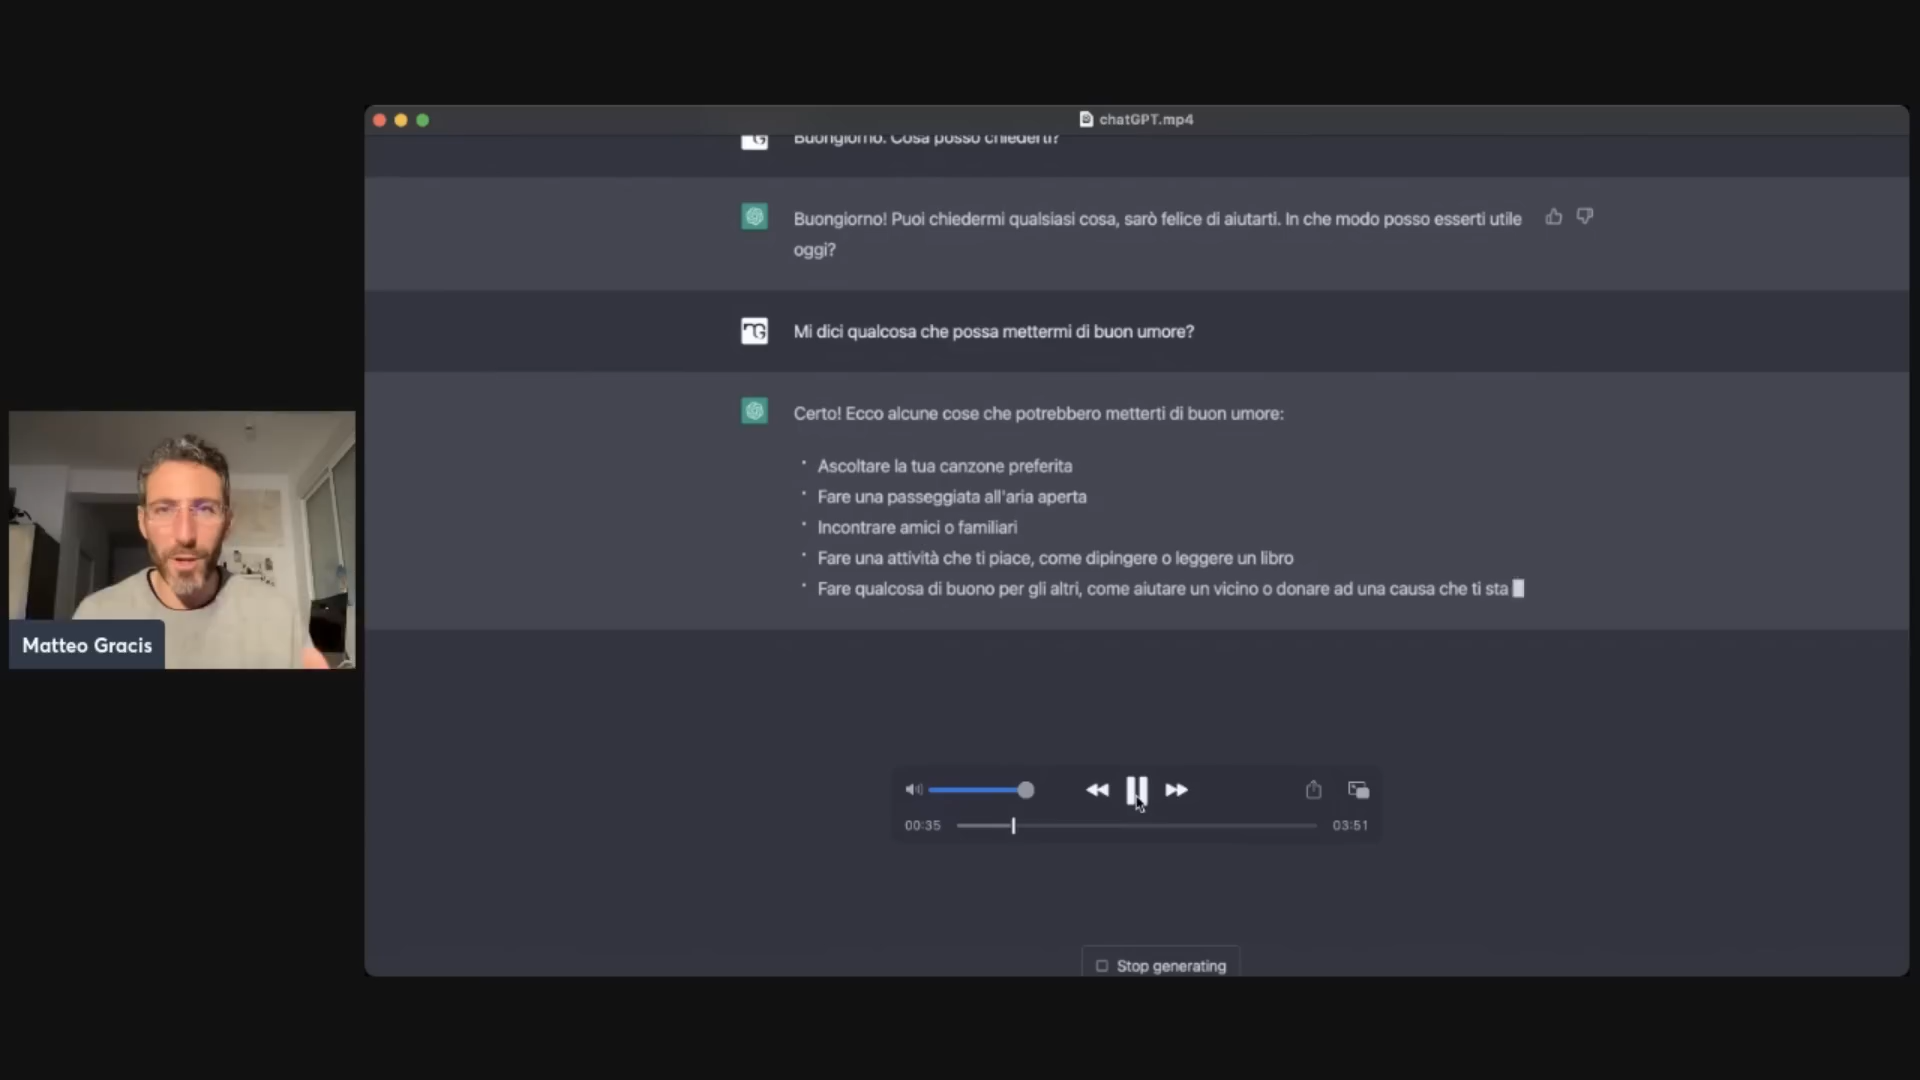 chatGPT.mp4
Buongiorno. Cosa posso chiederti?
Buongiorno! Puoi chiedermi qualsiasi cosa, sarò felice di aiutarti. In che modo posso esserti utile
oggi?
Mi dici qualcosa che possa mettermi di buon umore?
Certo! Ecco alcune cose che potrebbero metterti di buon umore:
· Ascoltare la tua canzone preferita
· Fare una passeggiata all'aria aperta
· Incontrare amici o familiari
· Fare una attività che ti piace, come dipingere o leggere un libro
· Fare qualcosa di buono per gli altri, come aiutare un vicino o donare ad una causa che ti sta
Matteo Gracis
00:35
03:51
Stop generating